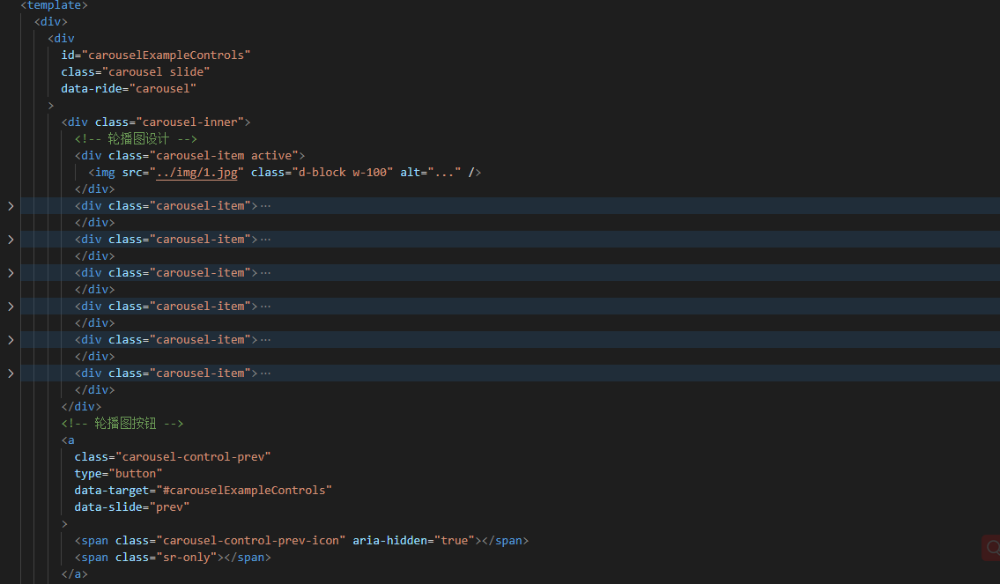 <template>
<div>
<div
id="carouselExampleControls"
class="carousel slide"
data-ride="carousel"
>
<div class="carousel-inner">
<!-- 轮播图设计 -->
<div class="carousel-item active">
<img src="../img/1.jpg" class="d-block w-100" alt="..." />
</div>
<div class="carousel-item">…
</div>
<div class="carousel-item">…
</div>
<div class="carousel-item">…
</div>
<div class="carousel-item">…
</div>
<div class="carousel-item">…
</div>
<div class="carousel-item">…
</div>
</div>
<!-- 轮播图按钮 -->
<a
class="carousel-control-prev"
type="button"
data-target="#carouselExampleControls"
data-slide="prev"
>
<span class="carousel-control-prev-icon" aria-hidden="true"></span>
<span class="sr-only"></span>
</a>